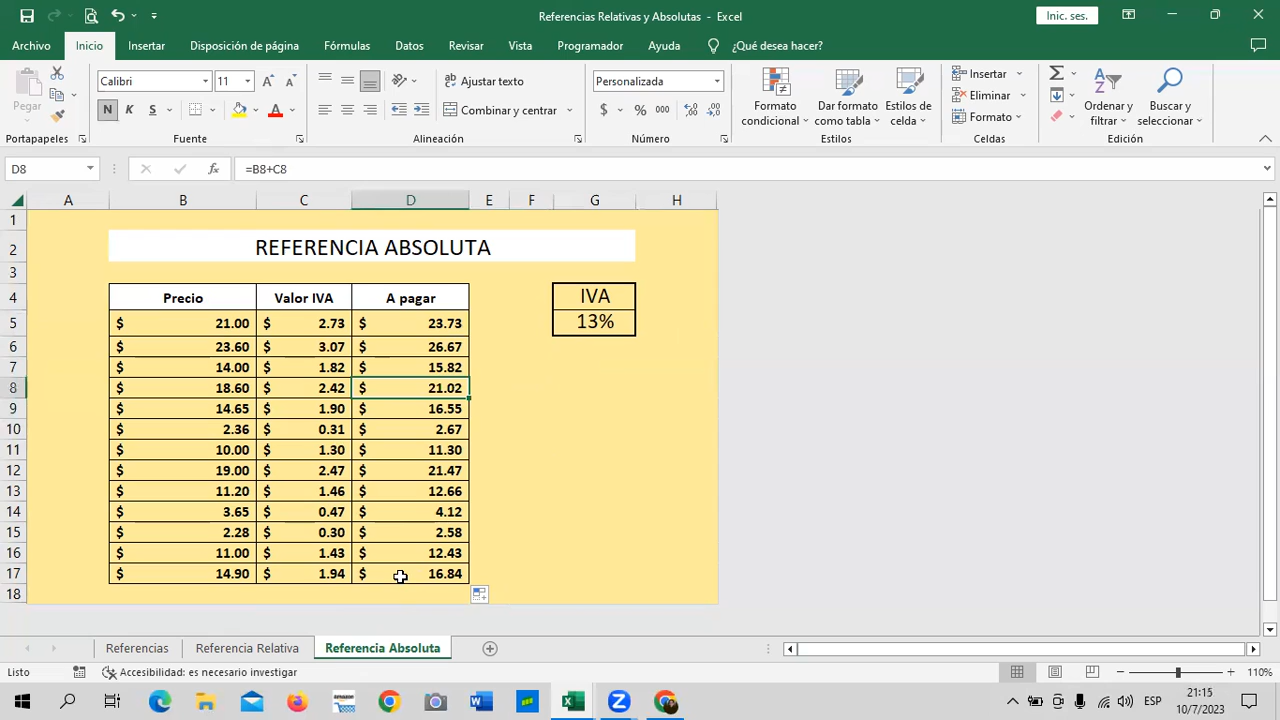 Referencias Relativas y Absolutas - Excel
Inic. ses.
Archivo Inicio Insertar Disposición de página Fórmulas Datos Revisar Vista Programador Ayuda ¿Qué desea hacer?
Pegar
Calibri 11
N K S
Ajustar texto
Combinar y centrar
Personalizada
$ % 000
Formato condicional
Dar formato como tabla
Estilos de celda
Insertar
Eliminar
Formato
Ordenar y filtrar
Buscar y seleccionar
Portapapeles Fuente Alineación Número Estilos Celdas Edición
D8 fx =B8+C8
A B C D E F G H
1
2 REFERENCIA ABSOLUTA
3
4 Precio Valor IVA A pagar IVA
5 $ 21.00 $ 2.73 $ 23.73 13%
6 $ 23.60 $ 3.07 $ 26.67
7 $ 14.00 $ 1.82 $ 15.82
8 $ 18.60 $ 2.42 $ 21.02
9 $ 14.65 $ 1.90 $ 16.55
10 $ 2.36 $ 0.31 $ 2.67
11 $ 10.00 $ 1.30 $ 11.30
12 $ 19.00 $ 2.47 $ 21.47
13 $ 11.20 $ 1.46 $ 12.66
14 $ 3.65 $ 0.47 $ 4.12
15 $ 2.28 $ 0.30 $ 2.58
16 $ 11.00 $ 1.43 $ 12.43
17 $ 14.90 $ 1.94 $ 16.84
18
Referencias Referencia Relativa Referencia Absoluta
Listo Accesibilidad: es necesario investigar 110%
ESP 21:15
10/7/2023